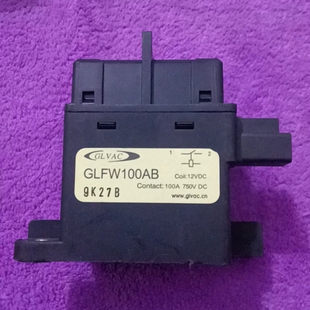 GLVAC
GLFW100AB
1 2
Coil:12VDC
Contact: 100A 750V DC
9K27B
www.glvac.cn